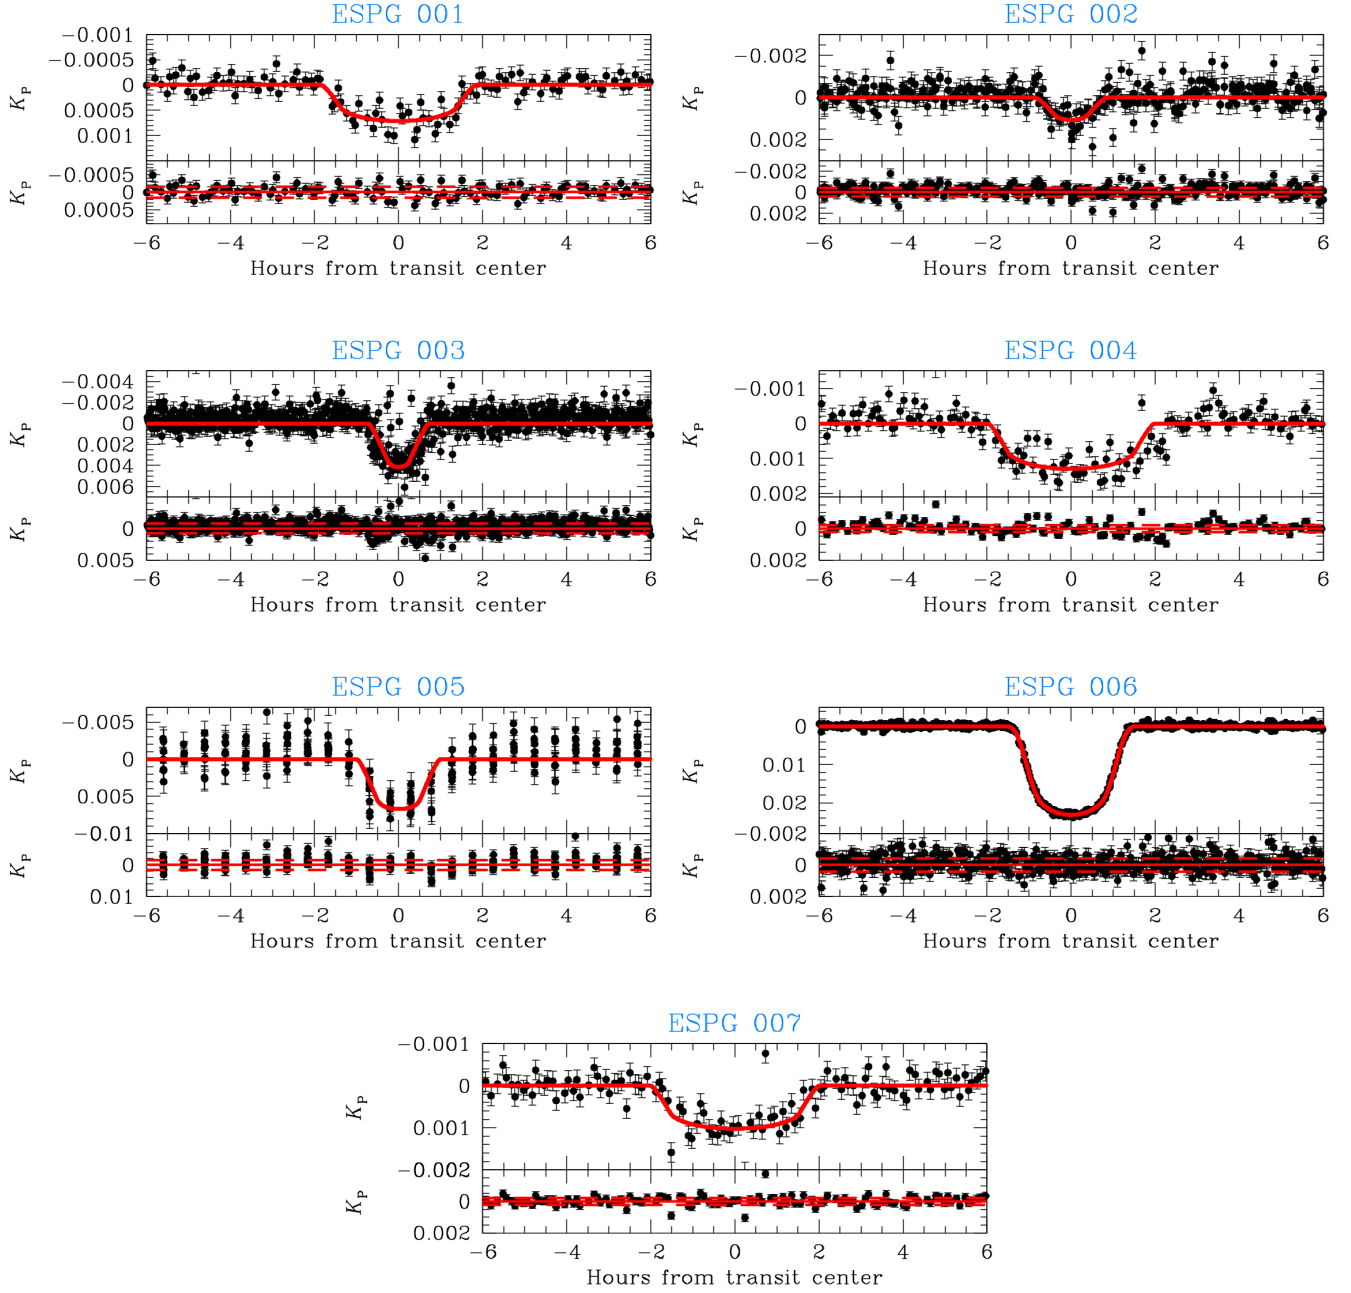 ESPG 001
−0.001
−0.0005
0
0.0005
0.001
K_P
−0.0005
0
0.0005
K_P
−6 −4 −2 0 2 4 6
Hours from transit center
ESPG 002
−0.002
0
0.002
K_P
−0.002
0
0.002
K_P
−6 −4 −2 0 2 4 6
Hours from transit center
ESPG 003
−0.004
−0.002
0
0.002
0.004
0.006
K_P
0
0.005
K_P
−6 −4 −2 0 2 4 6
Hours from transit center
ESPG 004
−0.001
0
0.001
0.002
K_P
0
0.002
K_P
−6 −4 −2 0 2 4 6
Hours from transit center
ESPG 005
−0.005
0
0.005
K_P
−0.01
0
0.01
K_P
−6 −4 −2 0 2 4 6
Hours from transit center
ESPG 006
0
0.01
0.02
K_P
−0.002
0
0.002
K_P
−6 −4 −2 0 2 4 6
Hours from transit center
ESPG 007
−0.001
0
0.001
K_P
−0.002
0
0.002
K_P
−6 −4 −2 0 2 4 6
Hours from transit center